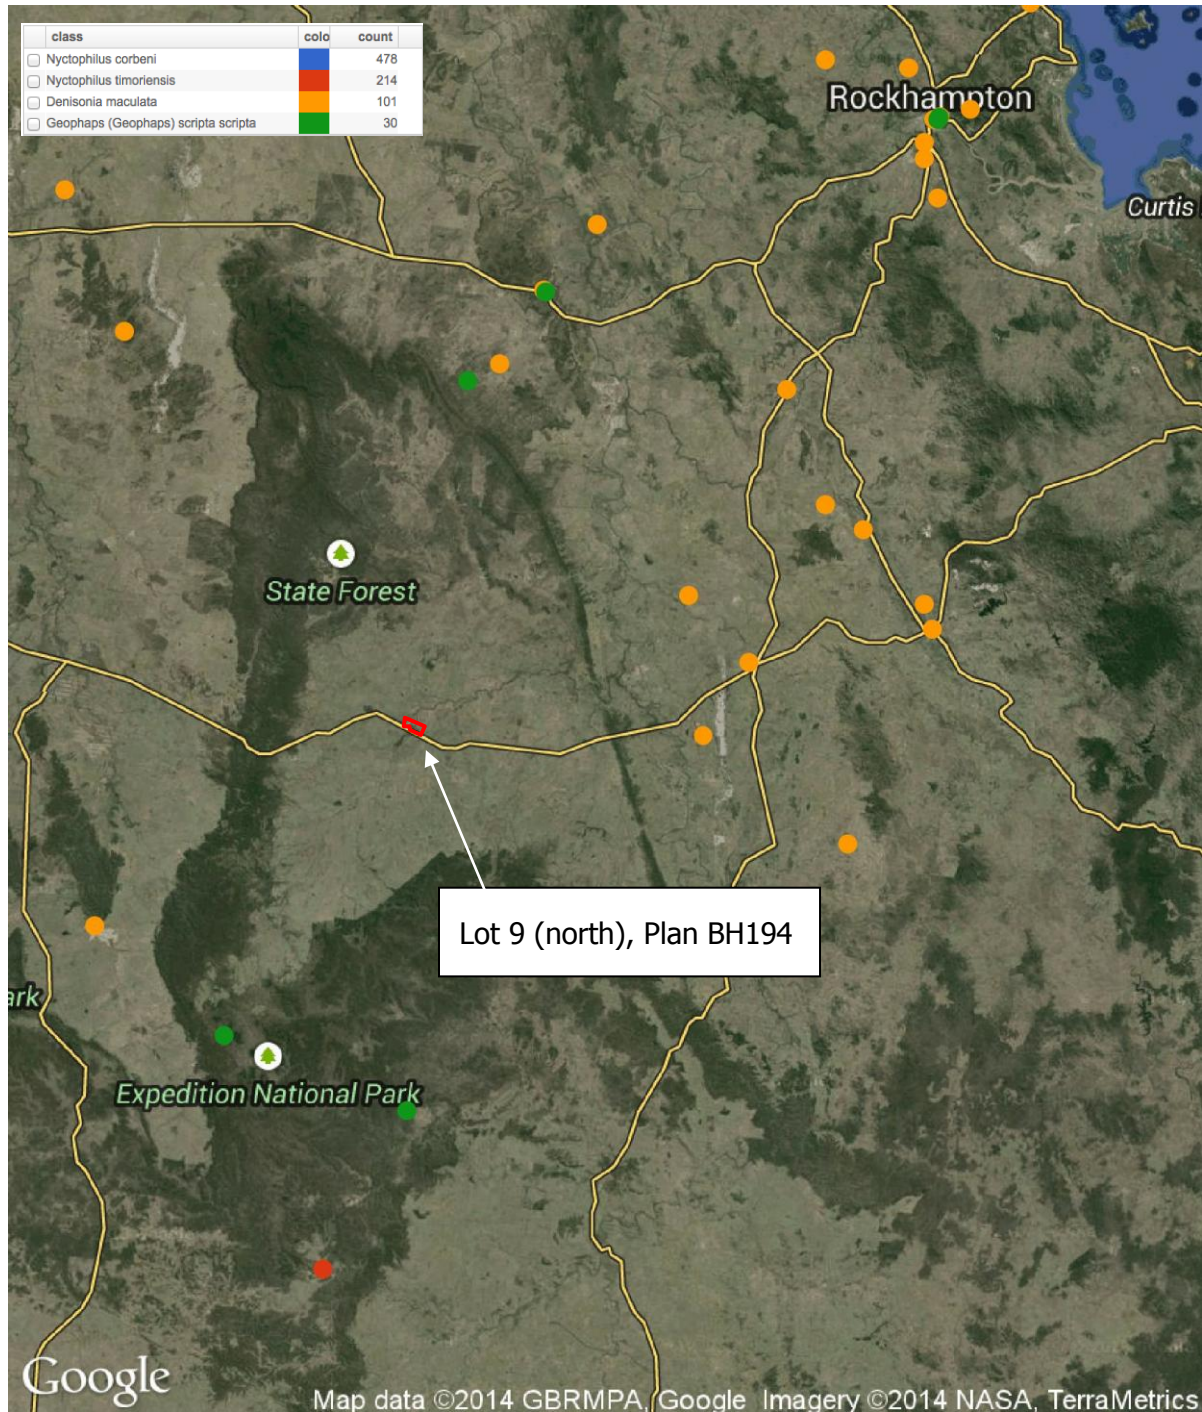 class colo count
Nyctophilus corbeni 478
Nyctophilus timoriensis 214
Denisonia maculata 101
Geophaps (Geophaps) scripta scripta 30
Rockhampton
Curtis
State Forest
Lot 9 (north), Plan BH194
ark
Expedition National Park
Google
Map data ©2014 GBRMPA, Google Imagery ©2014 NASA, TerraMetrics